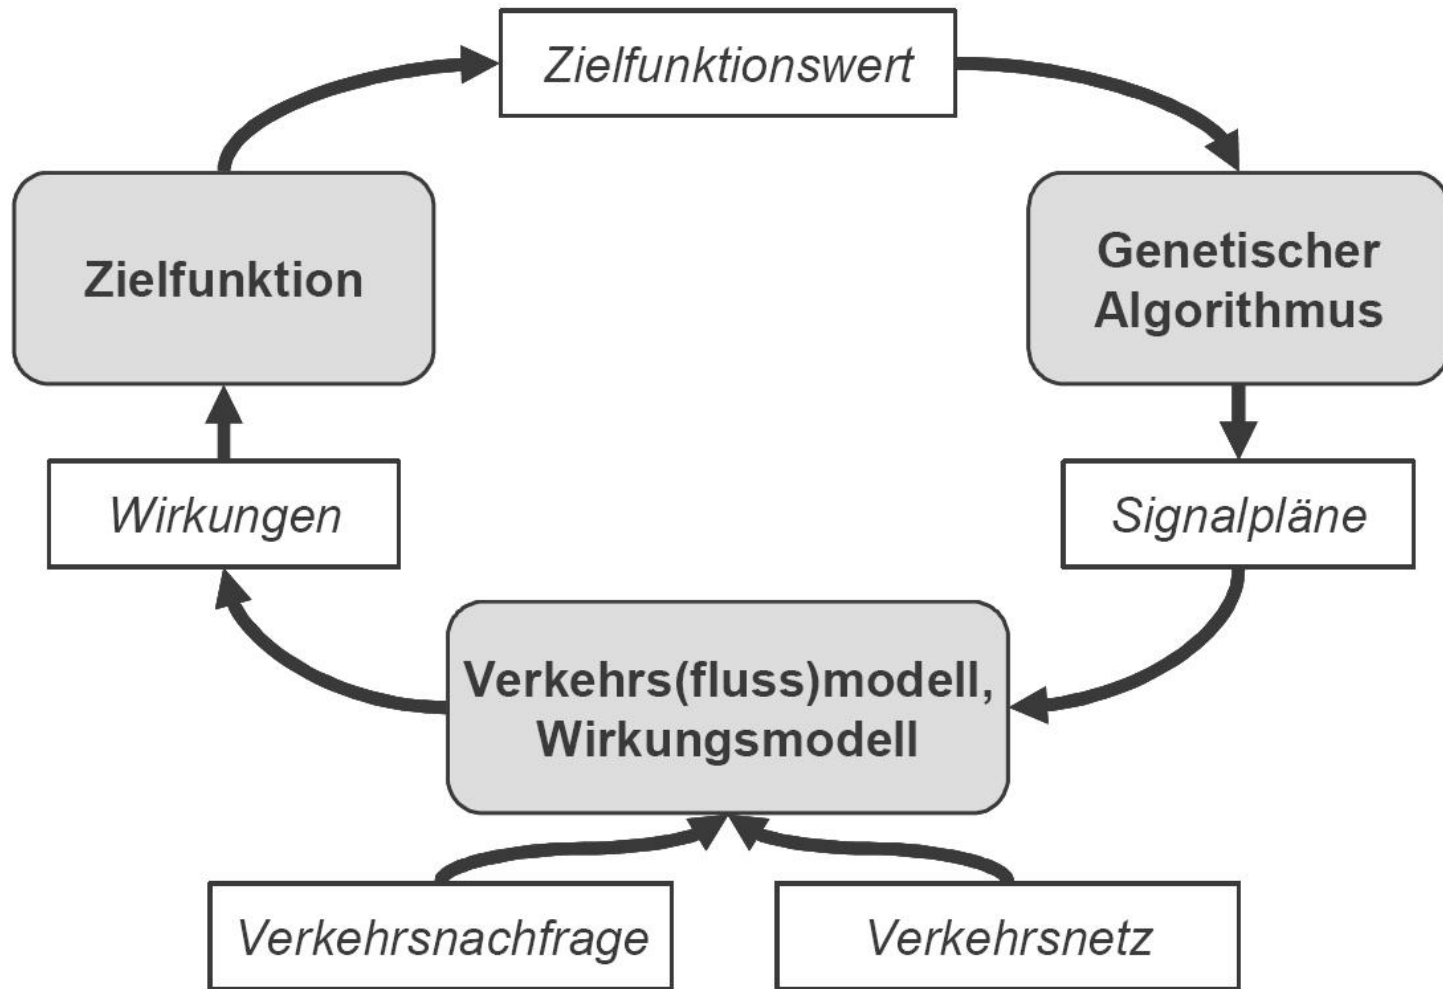 Zielfunktionswert
Zielfunktion
Genetischer
Algorithmus
Wirkungen
Signalpläne
Verkehrs(fluss)modell,
Wirkungsmodell
Verkehrsnachfrage
Verkehrsnetz